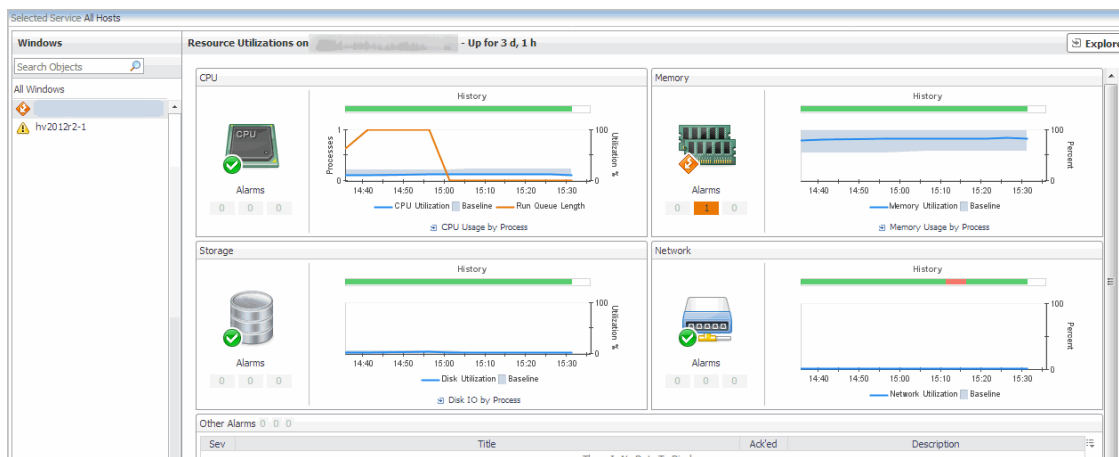 Selected Service All Hosts
Windows
Search Objects
All Windows
hv2012r2-1
Resource Utilizations on
- Up for 3 d, 1 h
Explore
CPU
History
CPU
Alarms
0 0 0
Processes
1
0
100
0
Utilization %
14:40 14:50 15:00 15:10 15:20 15:30
CPU Utilization Baseline Run Queue Length
CPU Usage by Process
Memory
History
Alarms
0 1 0
100
0
Percent
14:40 14:50 15:00 15:10 15:20 15:30
Memory Utilization Baseline
Memory Usage by Process
Storage
History
Alarms
0 0 0
100
0
Utilization %
14:40 14:50 15:00 15:10 15:20 15:30
Disk Utilization Baseline
Disk IO by Process
Network
History
Alarms
0 0 0
100
0
Percent
14:40 14:50 15:00 15:10 15:20 15:30
Network Utilization Baseline
Other Alarms 0 0 0
Sev Title Ack'ed Description